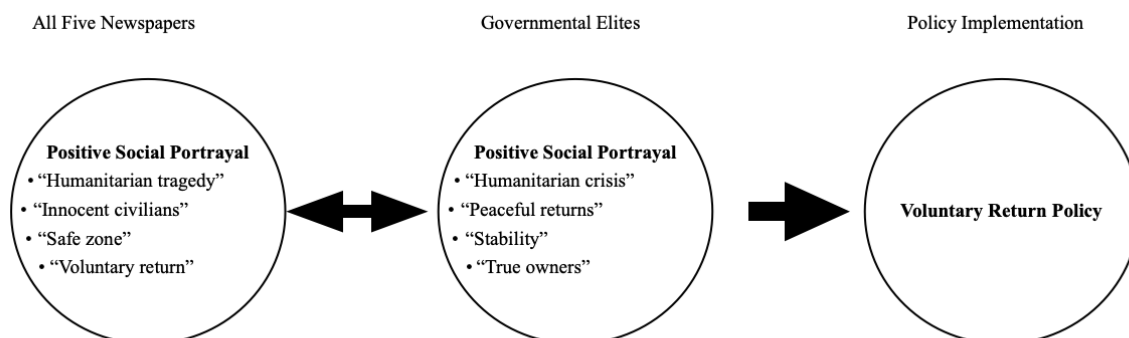 All Five Newspapers
Governmental Elites
Policy Implementation
Positive Social Portrayal
• “Humanitarian tragedy”
• “Innocent civilians”
• “Safe zone”
• “Voluntary return”
Positive Social Portrayal
• “Humanitarian crisis”
• “Peaceful returns”
• “Stability”
• “True owners”
Voluntary Return Policy